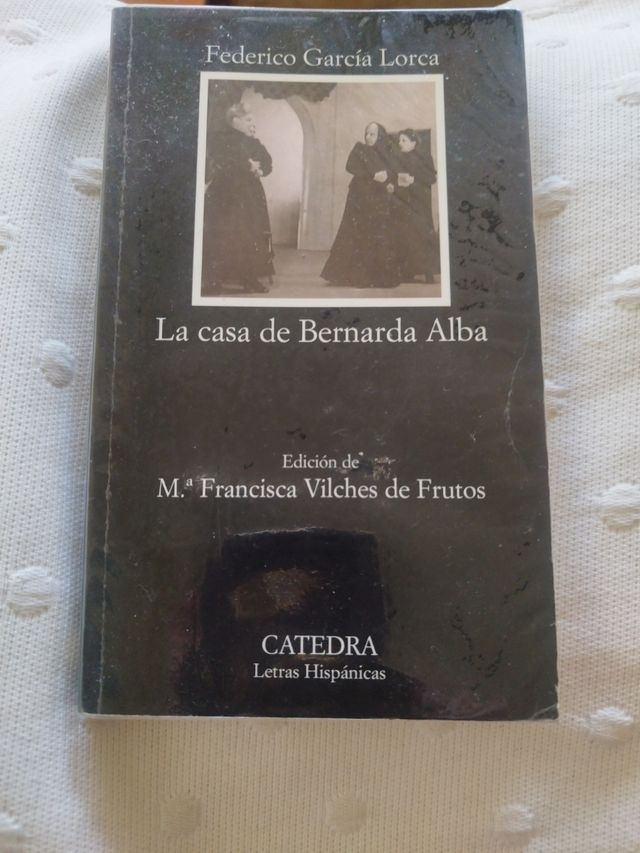 Federico García Lorca
La casa de Bernarda Alba
Edición de
M.ª Francisca Vilches de Frutos
CATEDRA
Letras Hispánicas